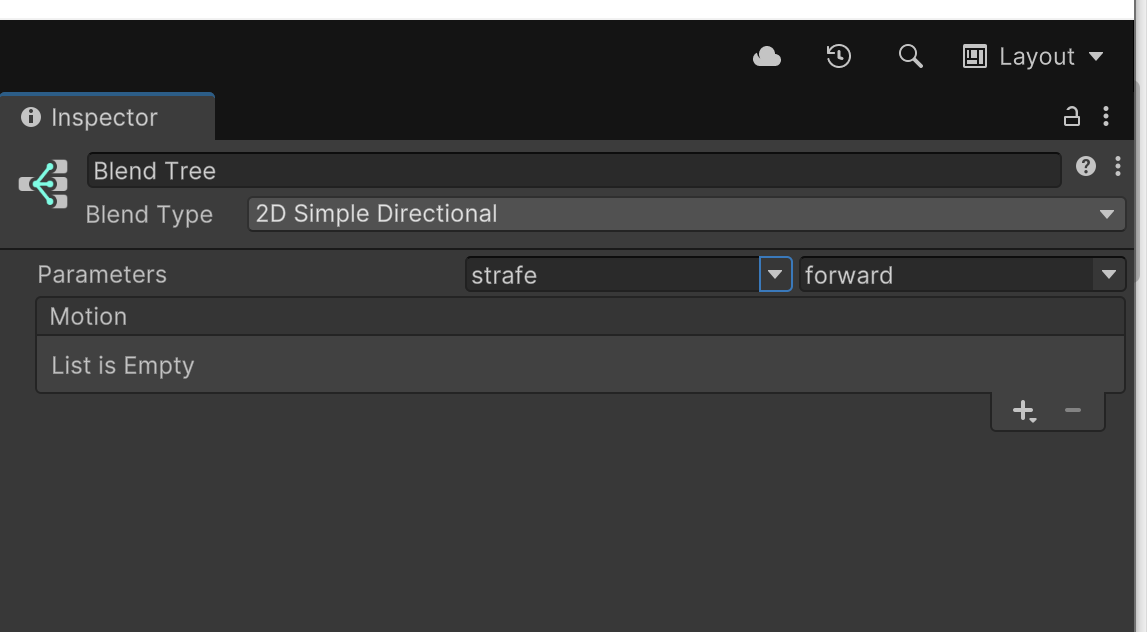 Layout
Inspector
Blend Tree
Blend Type 2D Simple Directional
Parameters strafe forward
Motion
List is Empty